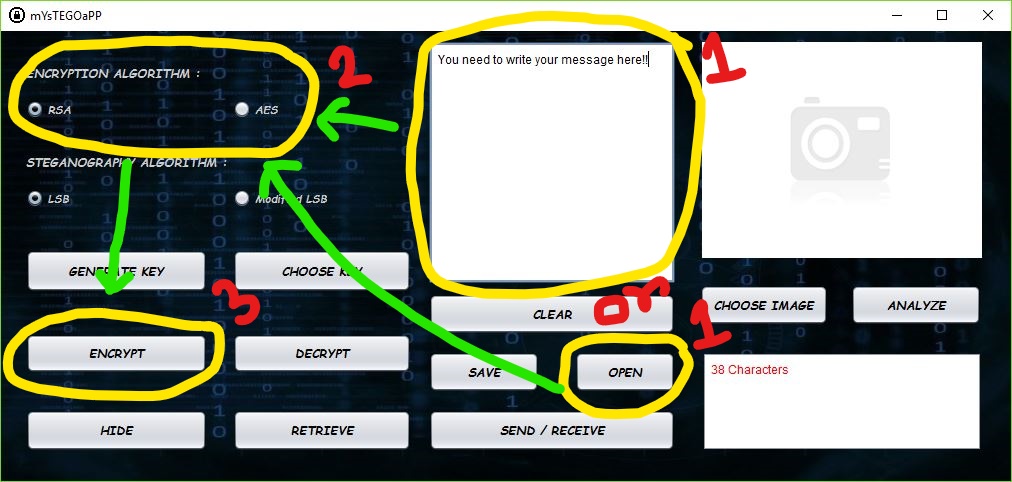 mYsTEGOaPP
ENCRYPTION ALGORITHM :
2
RSA
AES
STEGANOGRAPHY ALGORITHM :
LSB
Modified LSB
GENERATE KEY
CHOOSE KEY
3
ENCRYPT
DECRYPT
HIDE
RETRIEVE
You need to write your message here!!
1
CLEAR
or
1
SAVE
OPEN
SEND / RECEIVE
CHOOSE IMAGE
ANALYZE
38 Characters